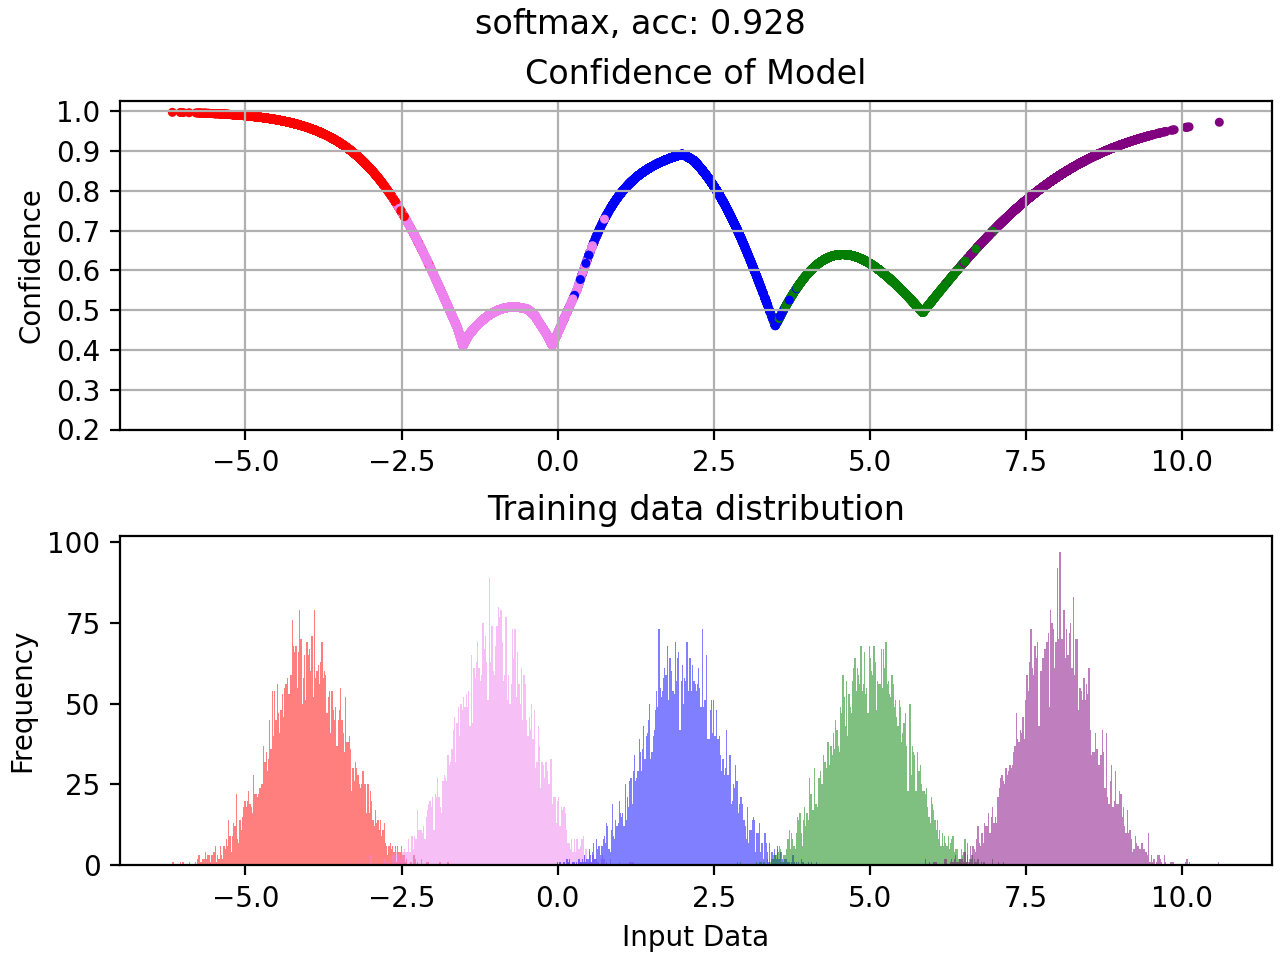 softmax, acc: 0.928
Confidence of Model
Confidence
1.0
0.9
0.8
0.7
0.6
0.5
0.4
0.3
0.2
−5.0 −2.5 0.0 2.5 5.0 7.5 10.0
Training data distribution
Frequency
100
75
50
25
0
−5.0 −2.5 0.0 2.5 5.0 7.5 10.0
Input Data